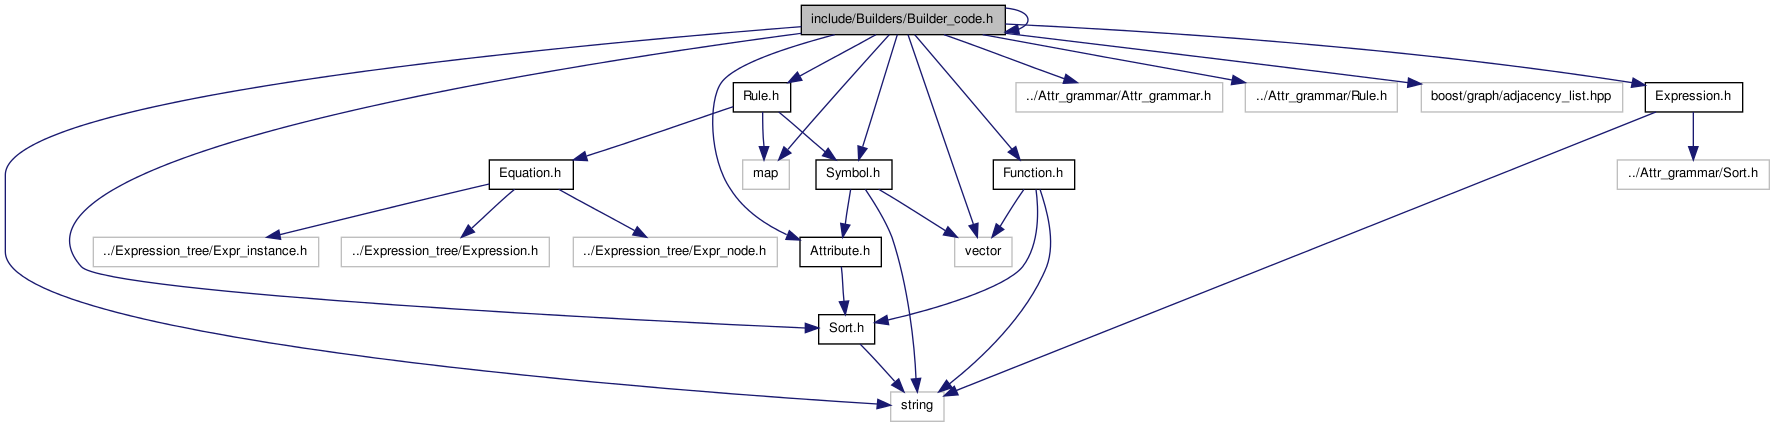 include/Builders/Builder_code.h
Rule.h
../Attr_grammar/Attr_grammar.h
../Attr_grammar/Rule.h
boost/graph/adjacency_list.hpp
Expression.h
Equation.h
map
Symbol.h
Function.h
../Attr_grammar/Sort.h
../Expression_tree/Expr_instance.h
../Expression_tree/Expression.h
../Expression_tree/Expr_node.h
Attribute.h
vector
Sort.h
string